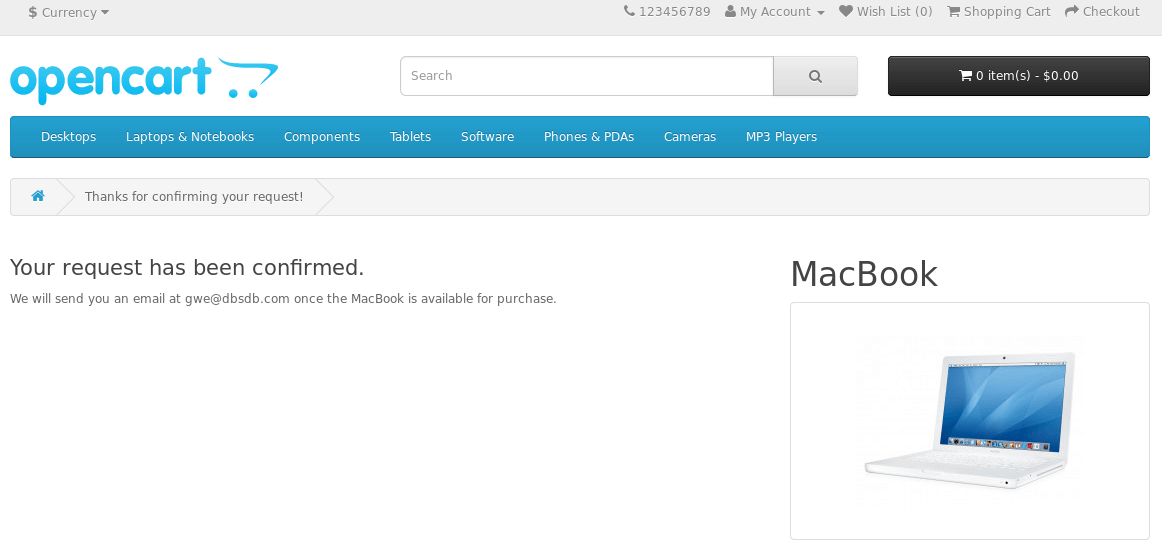 $ Currency
123456789 My Account Wish List (0) Shopping Cart Checkout
opencart
Search
0 item(s) - $0.00
Desktops Laptops & Notebooks Components Tablets Software Phones & PDAs Cameras MP3 Players
Thanks for confirming your request!
Your request has been confirmed.
We will send you an email at gwe@dbsdb.com once the MacBook is available for purchase.
MacBook